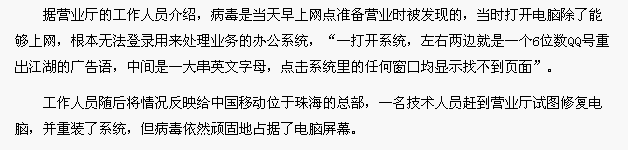 据营业厅的工作人员介绍，病毒是当天早上网点准备营业时被发现的，当时打开电脑除了能
够上网，根本无法登录用来处理业务的办公系统，“一打开系统，左右两边就是一个6位数QQ号重
出江湖的广告语，中间是一大串英文字母，点击系统里的任何窗口均显示找不到页面”。
工作人员随后将情况反映给中国移动位于珠海的总部，一名技术人员赶到营业厅试图修复电
脑，并重装了系统，但病毒依然顽固地占据了电脑屏幕。